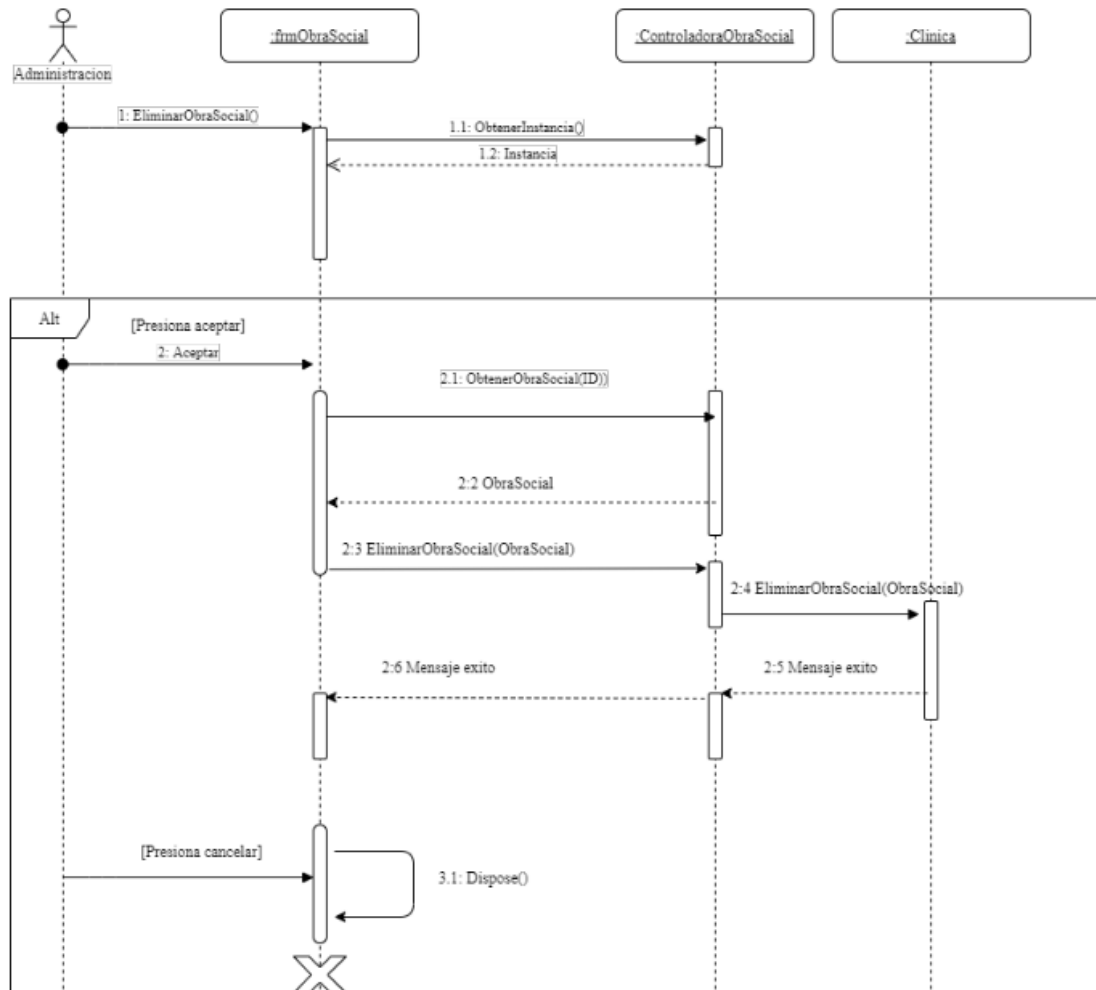 :frmObraSocial
:ControladoraObraSocial
:Clinica
Administracion
1: EliminarObraSocial()
1.1: ObtenerInstancia()
1.2: Instancia
Alt
[Presiona aceptar]
2: Aceptar
2.1: ObtenerObraSocial(ID))
2:2 ObraSocial
2:3 EliminarObraSocial(ObraSocial)
2:4 EliminarObraSocial(ObraSocial)
2:6 Mensaje exito
2:5 Mensaje exito
[Presiona cancelar]
3.1: Dispose()